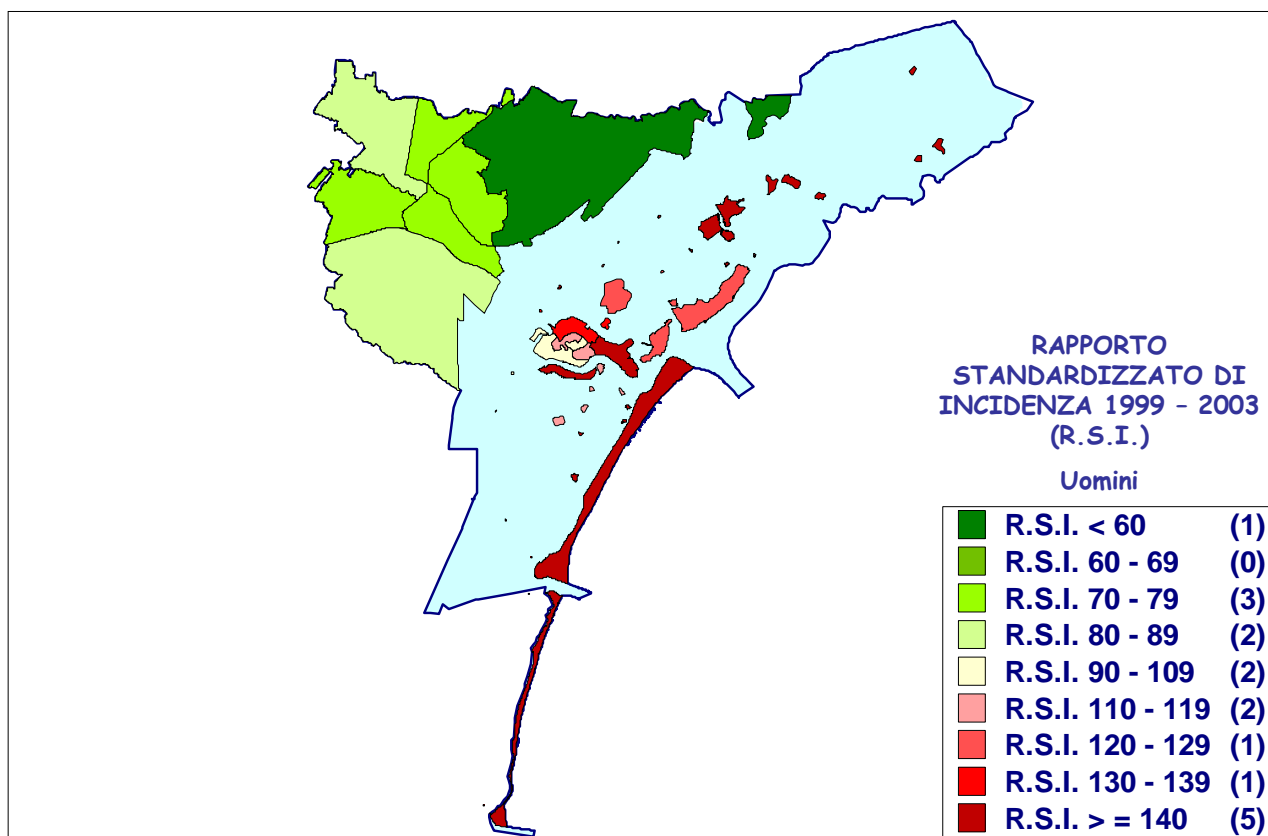 RAPPORTO
STANDARDIZZATO DI
INCIDENZA 1999 - 2003
(R.S.I.)
Uomini
R.S.I. < 60 (1)
R.S.I. 60 - 69 (0)
R.S.I. 70 - 79 (3)
R.S.I. 80 - 89 (2)
R.S.I. 90 - 109 (2)
R.S.I. 110 - 119 (2)
R.S.I. 120 - 129 (1)
R.S.I. 130 - 139 (1)
R.S.I. > = 140 (5)